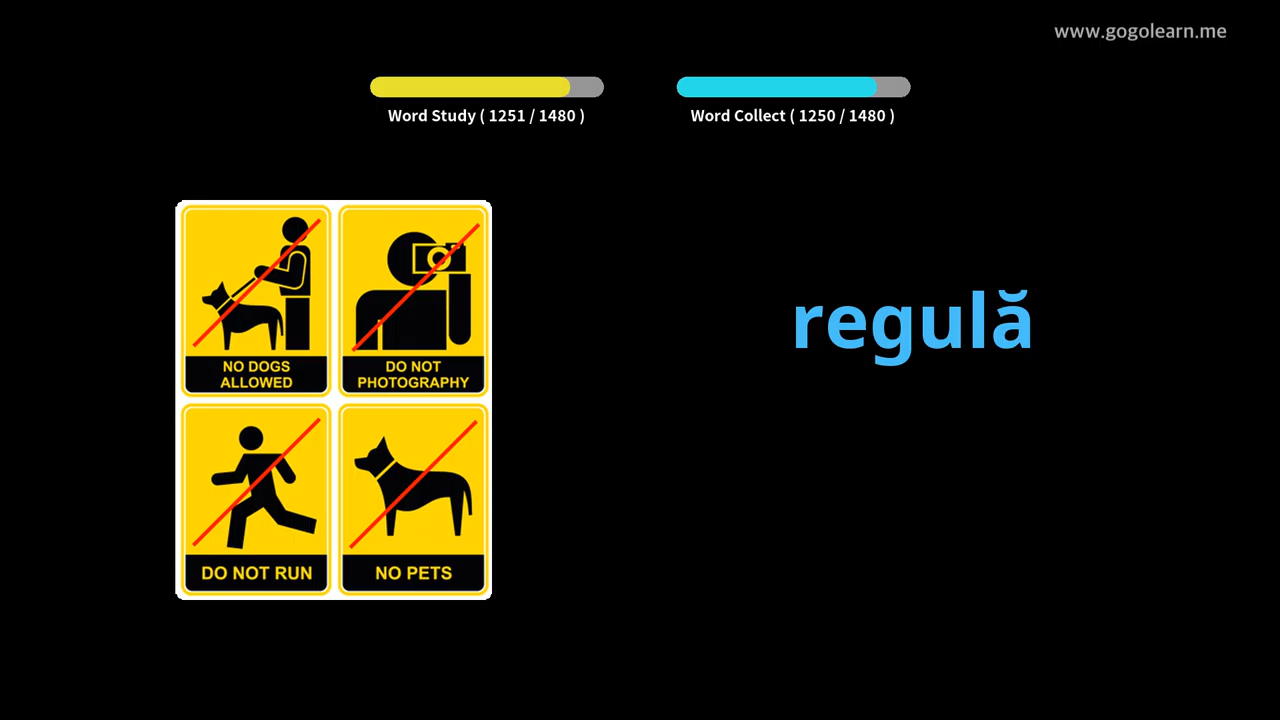 www.gogolearn.me
Word Study ( 1251 / 1480 )
Word Collect ( 1250 / 1480 )
NO DOGS
ALLOWED
DO NOT
PHOTOGRAPHY
regulă
DO NOT RUN
NO PETS